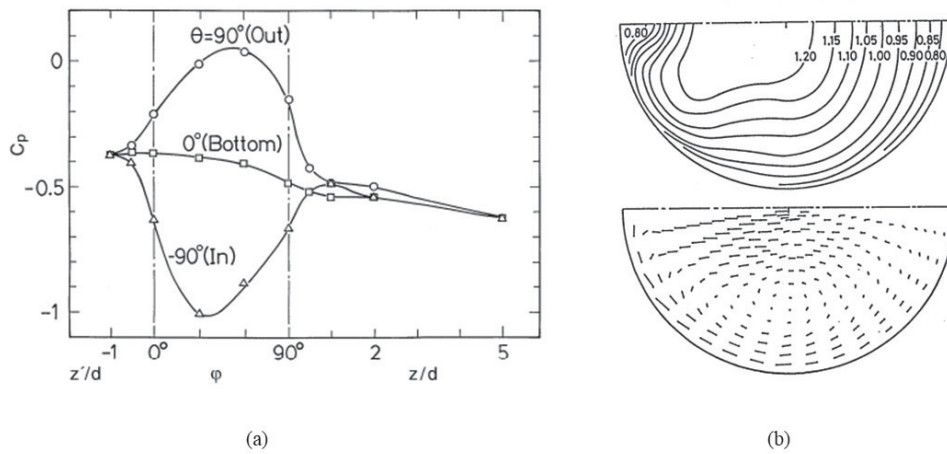 (a)
0
-0.5
-1
Cp
θ=90°(Out)
0°(Bottom)
-90°(In)
-1 0° 90° 2 5
z'/d φ z/d
0.80 1.20 1.15 1.10 1.05 1.00 0.95 0.90 0.85 0.80
(a) (b)